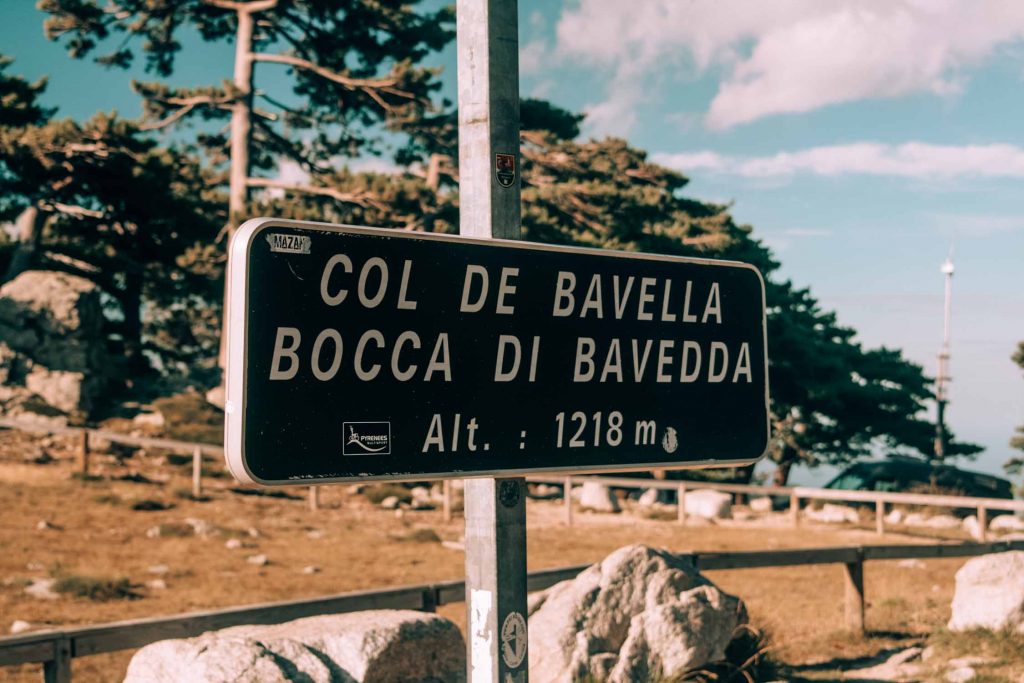 MAZAN
COL DE BAVELLA
BOCCA DI BAVEDDA
PYRENEES
Alt. : 1218 m